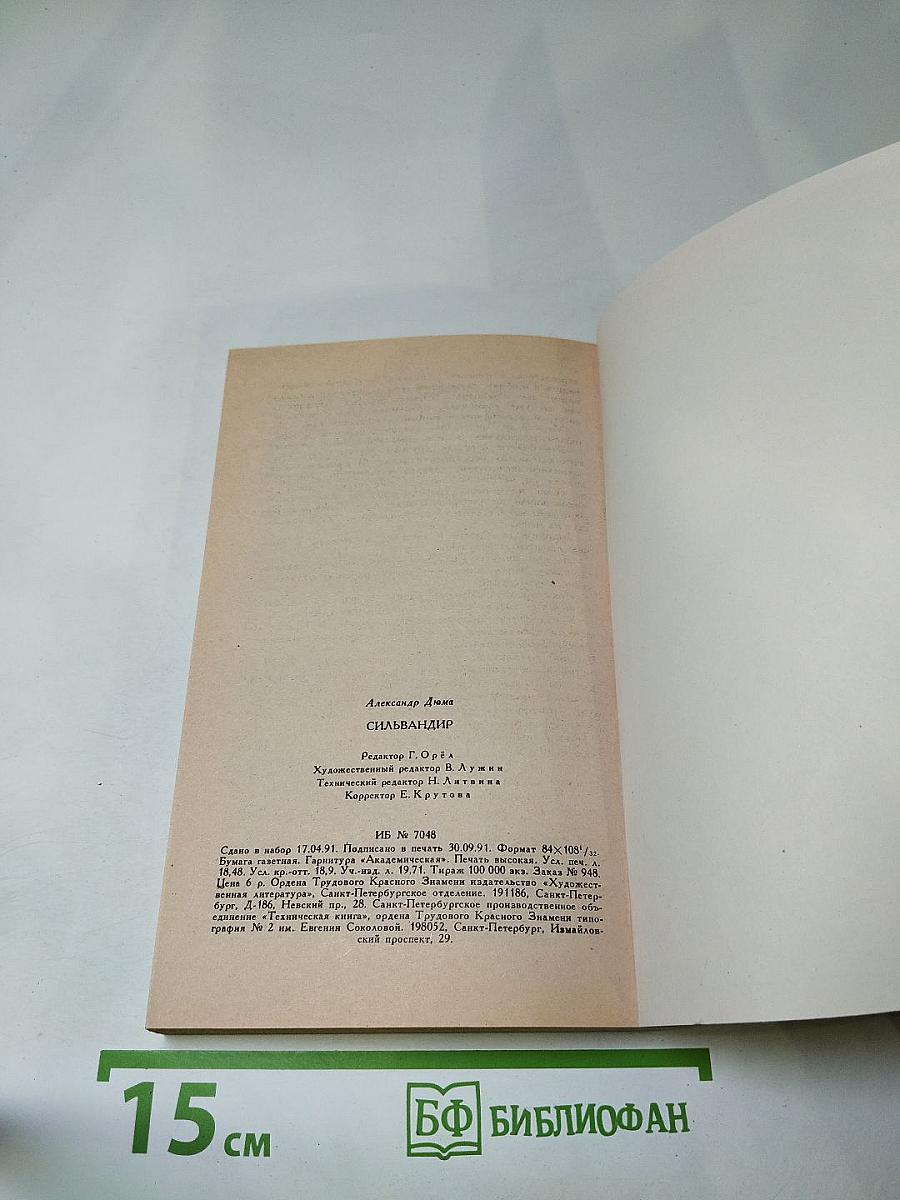 Александр Дюма
СИЛЬВАНДИР
Редактор Г. Орёл
Художественный редактор В. Лужин
Технический редактор Н. Литвина
Корректор Е. Крутова
ИБ № 7048
Сдано в набор 17.04.91. Подписано в печать 30.09.91. Формат 84×108¹/₃₂.
Бумага газетная. Гарнитура «Академическая». Печать высокая. Усл. печ. л.
18,48. Усл. кр.-отт. 18,9. Уч.-изд. л. 19,71. Тираж 100 000 экз. Заказ № 948.
Цена 6 р. Ордена Трудового Красного Знамени издательство «Художест-
венная литература», Санкт-Петербургское отделение. 191186, Санкт-Петер-
бург, Д-186, Невский пр., 28. Санкт-Петербургское производственное объ-
единение «Техническая книга», ордена Трудового Красного Знамени типо-
графия № 2 им. Евгении Соколовой. 198052, Санкт-Петербург, Измайлов-
ский проспект, 29.
15 см
БФ БИБЛИОФАН